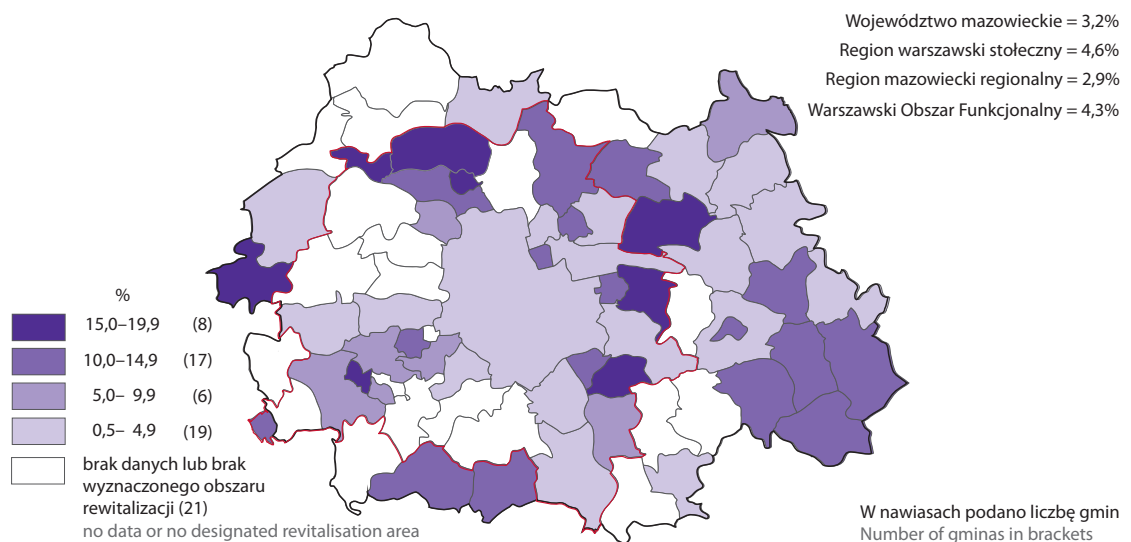 Województwo mazowieckie = 3,2%
Region warszawski stołeczny = 4,6%
Region mazowiecki regionalny = 2,9%
Warszawski Obszar Funkcjonalny = 4,3%
%
15,0–19,9 (8)
10,0–14,9 (17)
5,0– 9,9 (6)
0,5– 4,9 (19)
brak danych lub brak
wyznaczonego obszaru
rewitalizacji (21)
no data or no designated revitalisation area
W nawiasach podano liczbę gmin
Number of gminas in brackets